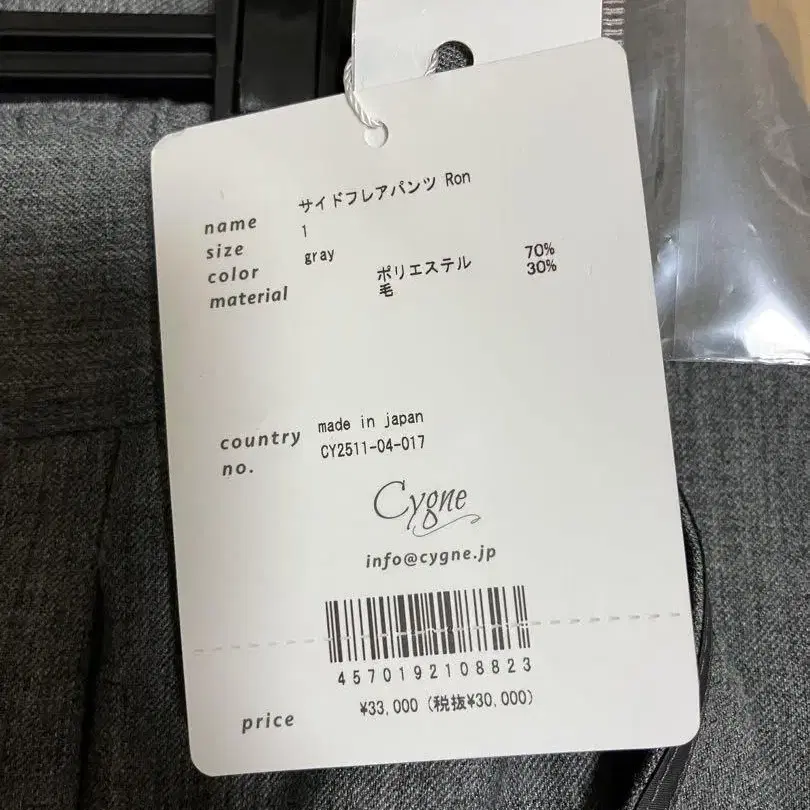 name サイドフレアパンツ Ron
size 1
color gray
material ポリエステル 70%
毛 30%
country made in japan
no. CY2511-04-017
Cygne
info@cygne.jp
4570192108823
price ¥33,000 (税抜¥30,000)